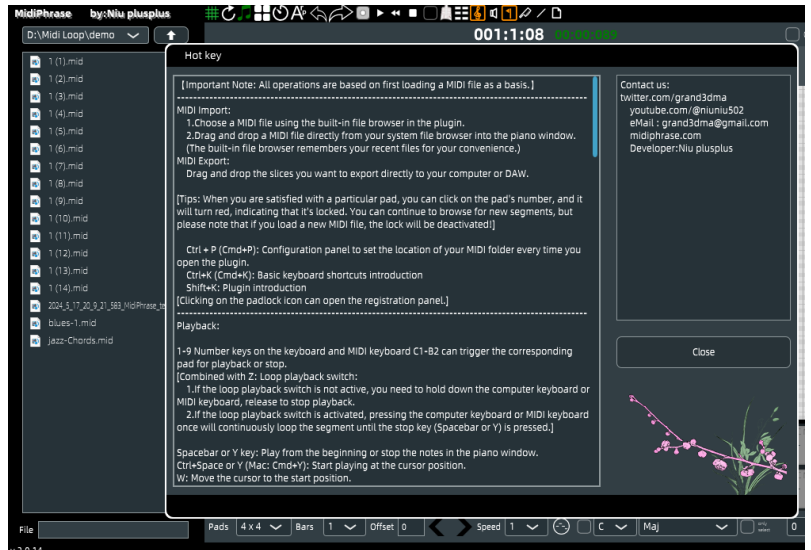 MidiPhrase by:Niu plusplus
D:\Midi Loop\demo
001:1:08 00:00:089
1 (1).mid
1 (2).mid
1 (3).mid
1 (4).mid
1 (5).mid
1 (6).mid
1 (7).mid
1 (8).mid
1 (9).mid
1 (10).mid
1 (11).mid
1 (12).mid
1 (13).mid
1 (14).mid
2024_5_17_20_9_21_583_MidiPhrase_te
blues-1.mid
jazz-Chords.mid
Hot key
[Important Note: All operations are based on first loading a MIDI file as a basis.]
MIDI Import:
1.Choose a MIDI file using the built-in file browser in the plugin.
2.Drag and drop a MIDI file directly from your system file browser into the piano window.
(The built-in file browser remembers your recent files for your convenience.)
MIDI Export:
Drag and drop the slices you want to export directly to your computer or DAW.
[Tips: When you are satisfied with a particular pad, you can click on the pad's number, and it
will turn red, indicating that it's locked. You can continue to browse for new segments, but
please note that if you load a new MIDI file, the lock will be deactivated!]
Ctrl + P (Cmd+P): Configuration panel to set the location of your MIDI folder every time you
open the plugin.
Ctrl+K (Cmd+K): Basic keyboard shortcuts introduction
Shift+K: Plugin introduction
[Clicking on the padlock icon can open the registration panel.]
Playback:
1-9 Number keys on the keyboard and MIDI keyboard C1-B2 can trigger the corresponding
pad for playback or stop.
[Combined with Z: Loop playback switch:
1.If the loop playback switch is not active, you need to hold down the computer keyboard or
MIDI keyboard, release to stop playback.
2.If the loop playback switch is activated, pressing the computer keyboard or MIDI keyboard
once will continuously loop the segment until the stop key (Spacebar or Y) is pressed.]
Spacebar or Y key: Play from the beginning or stop the notes in the piano window.
Ctrl+Space or Y (Mac: Cmd+Y): Start playing at the cursor position.
W: Move the cursor to the start position.
Contact us:
twitter.com/grand3dma
youtube.com/@niuniu502
eMail : grand3dma@gmail.com
midiphrase.com
Developer:Niu plusplus
Close
File
Pads 4x4 Bars 1 Offset 0 Speed 1 C Maj 0